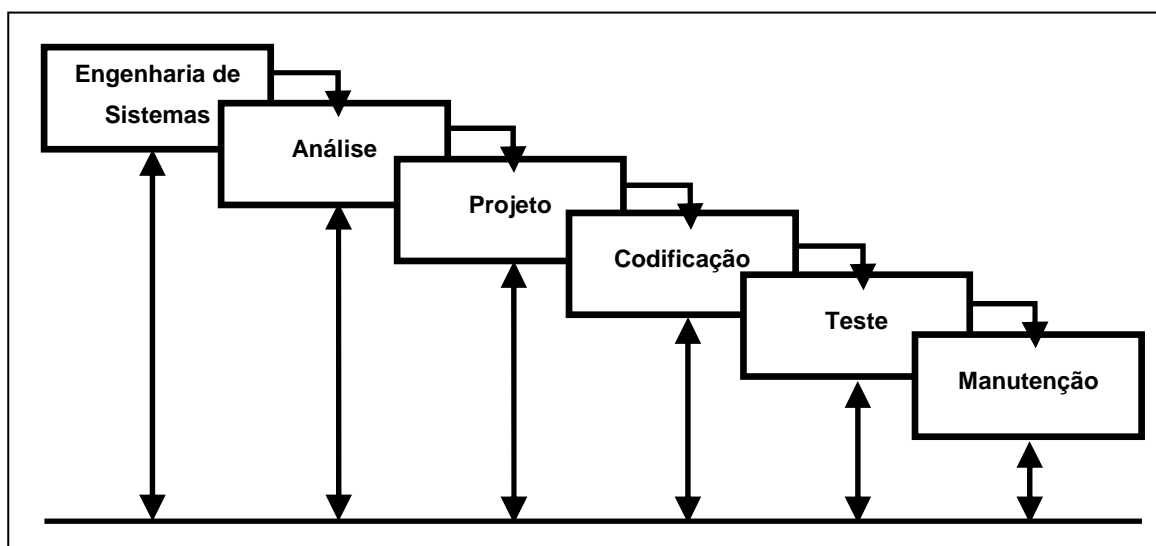 Engenharia de
Sistemas
Análise
Projeto
Codificação
Teste
Manutenção